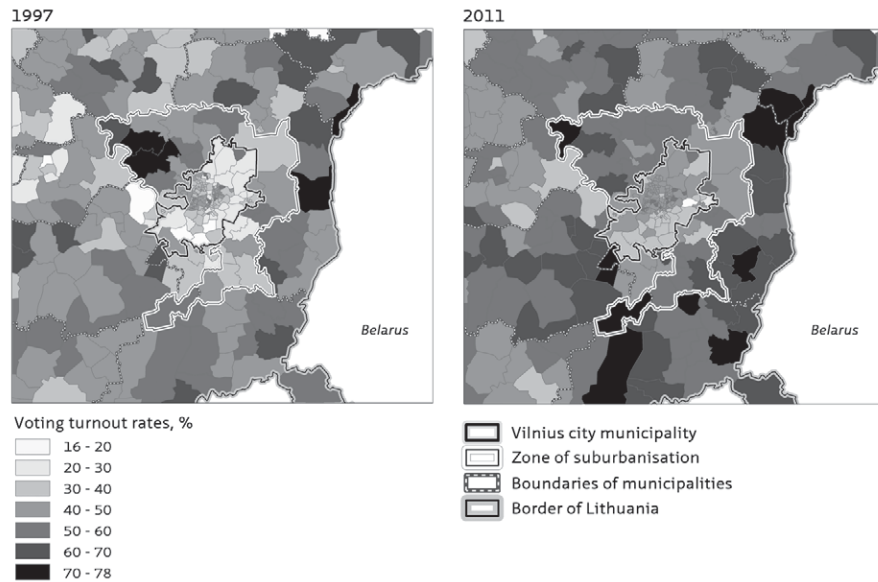 1997
2011
Belarus
Belarus
Voting turnout rates, %
16 - 20
20 - 30
30 - 40
40 - 50
50 - 60
60 - 70
70 - 78
Vilnius city municipality
Zone of suburbanisation
Boundaries of municipalities
Border of Lithuania